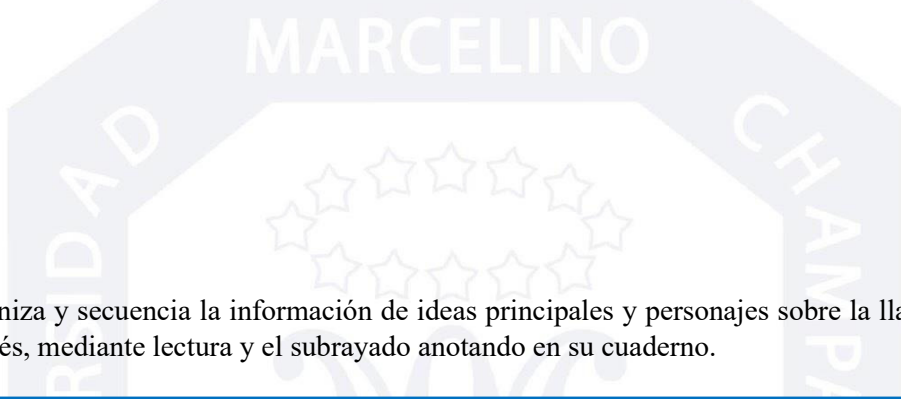 MARCELINO
niza y secuencia la información de ideas principales y personajes sobre la lla
és, mediante lectura y el subrayado anotando en su cuaderno.